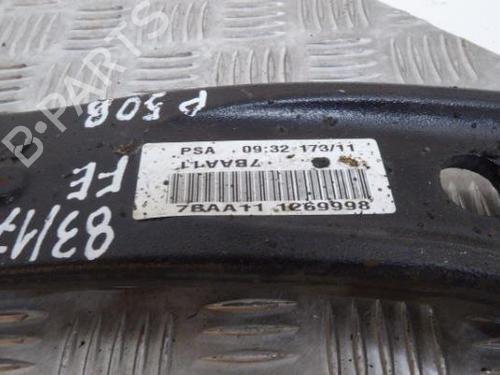 B-PARTS
P 508
FE
83/17
PSA 09:32 173/11
7BAA11
7BAA11 1269998